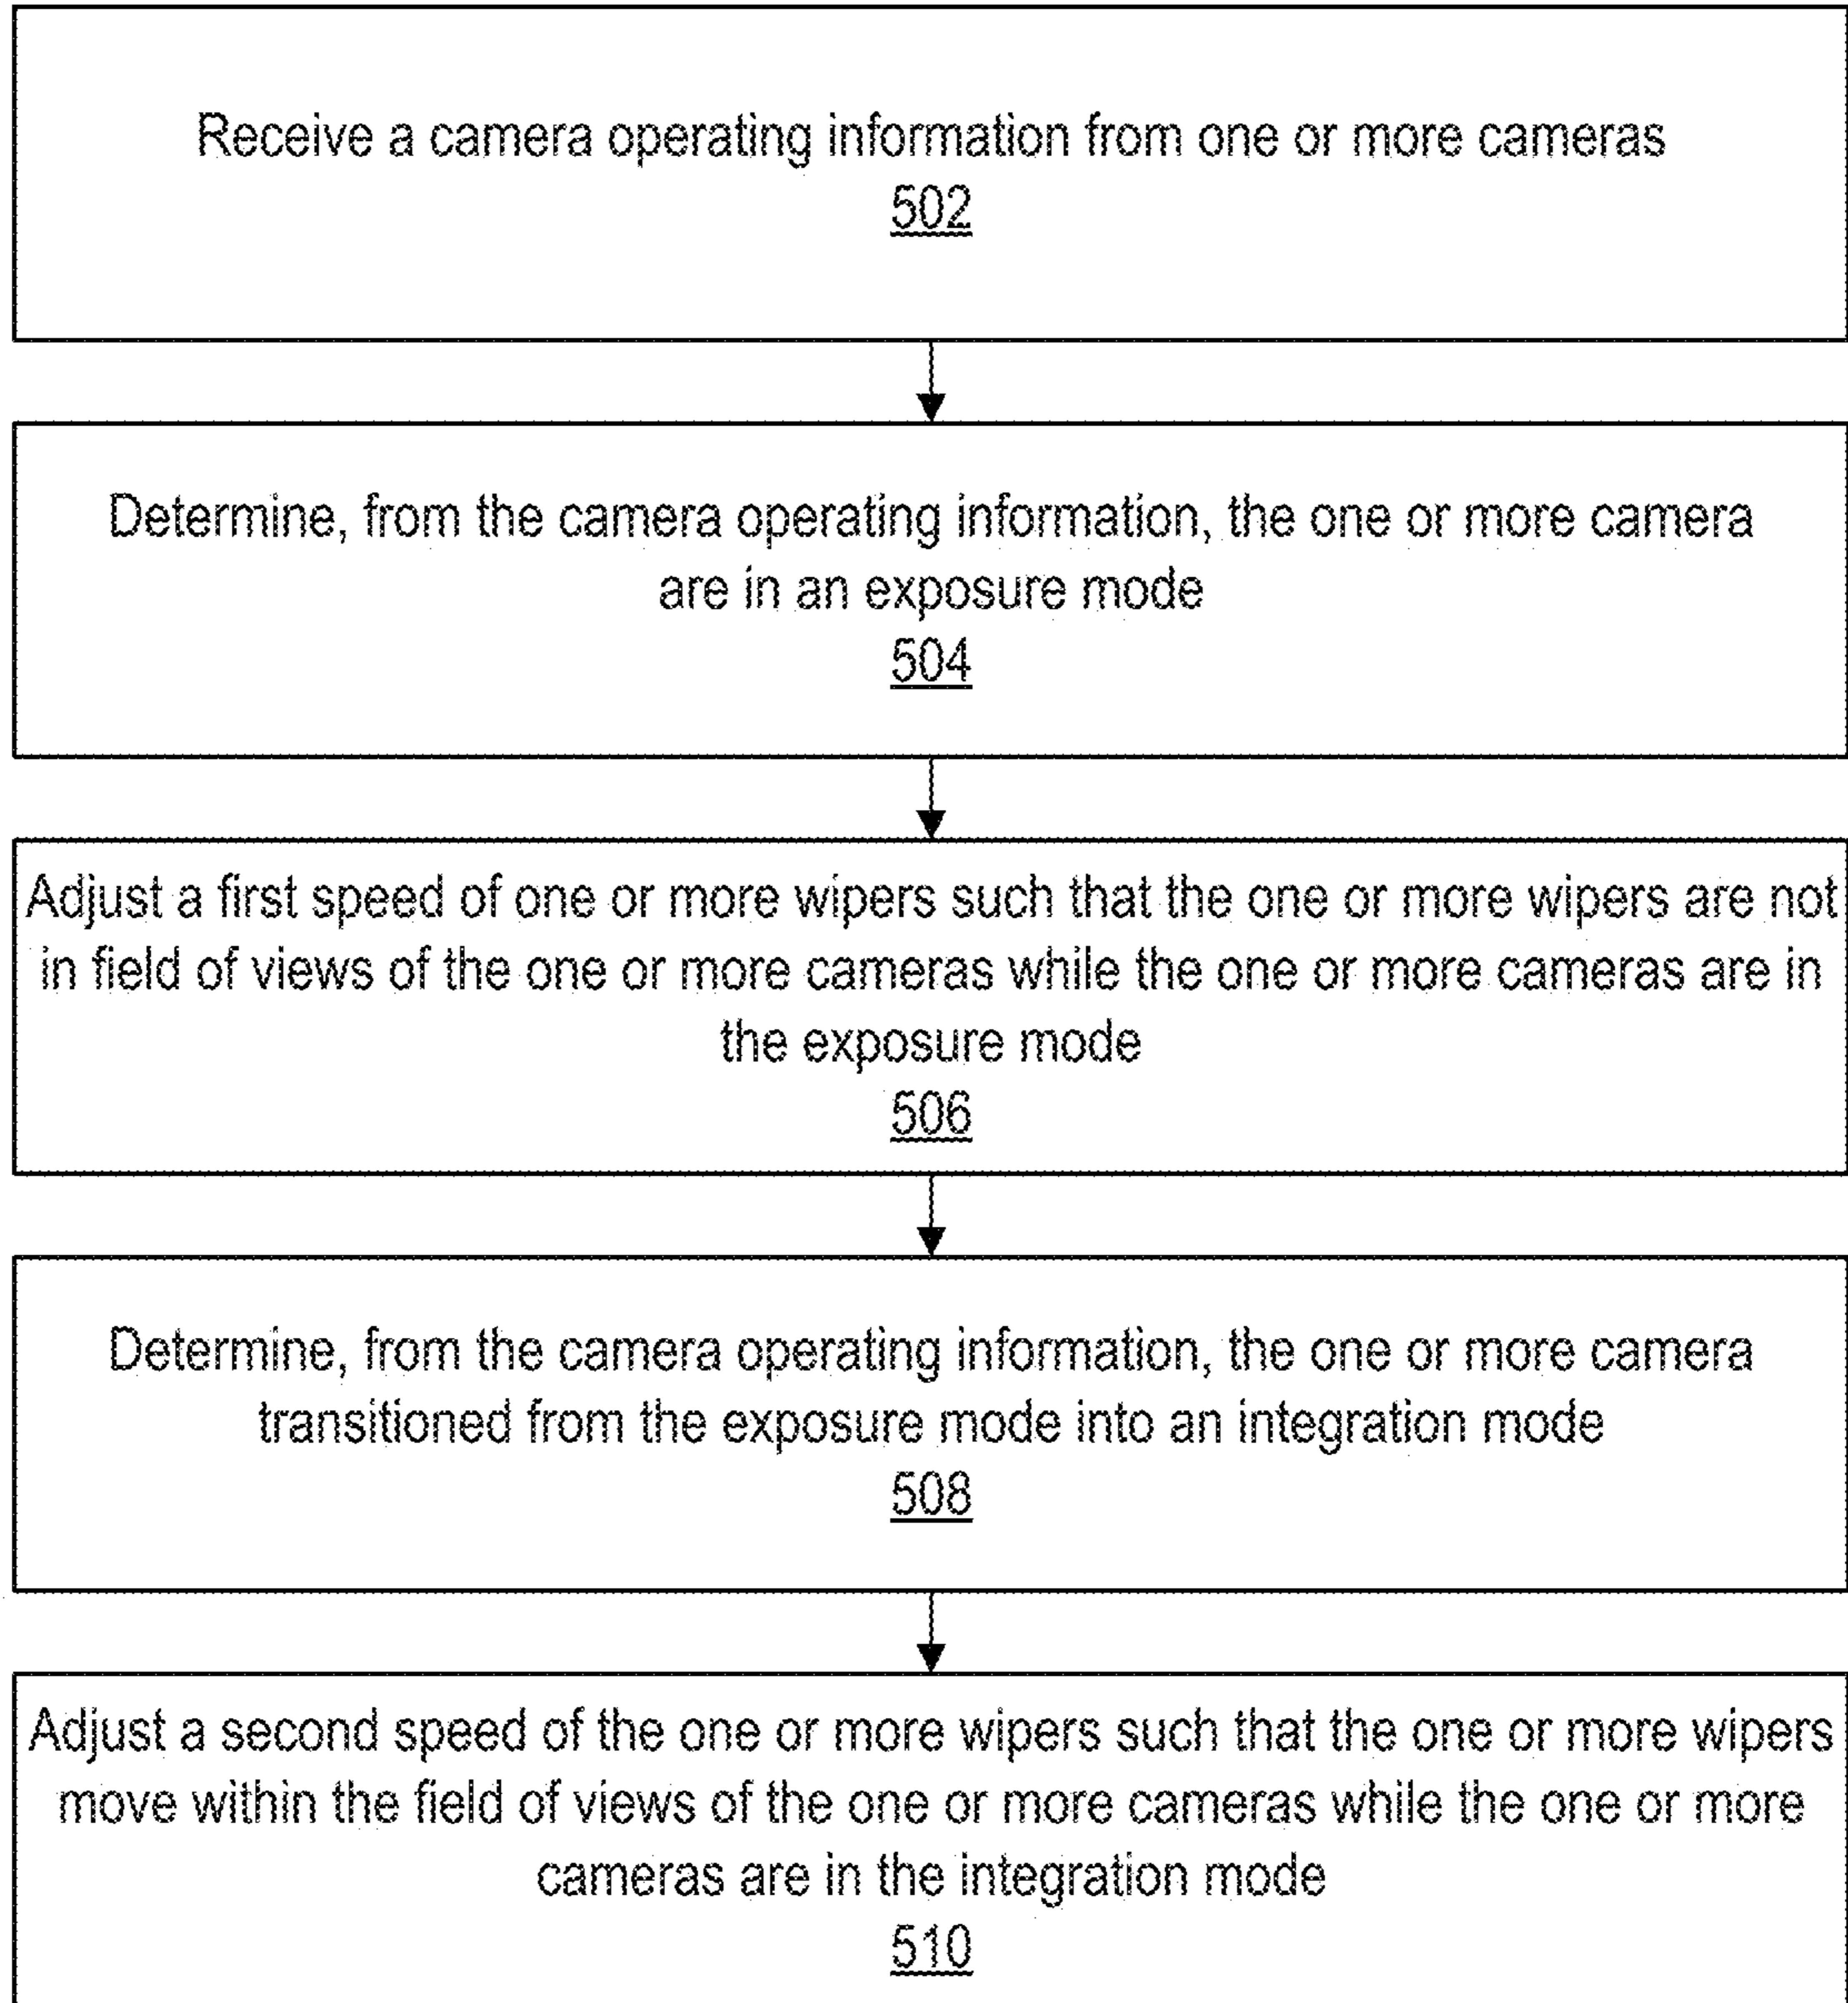 Receive a camera operating information from one or more cameras
502
Determine, from the camera operating information, the one or more camera
are in an exposure mode
504
Adjust a first speed of one or more wipers such that the one or more wipers are not
in field of views of the one or more cameras while the one or more cameras are in
the exposure mode
506
Determine, from the camera operating information, the one or more camera
transitioned from the exposure mode into an integration mode
508
Adjust a second speed of the one or more wipers such that the one or more wipers
move within the field of views of the one or more cameras while the one or more
cameras are in the integration mode
510